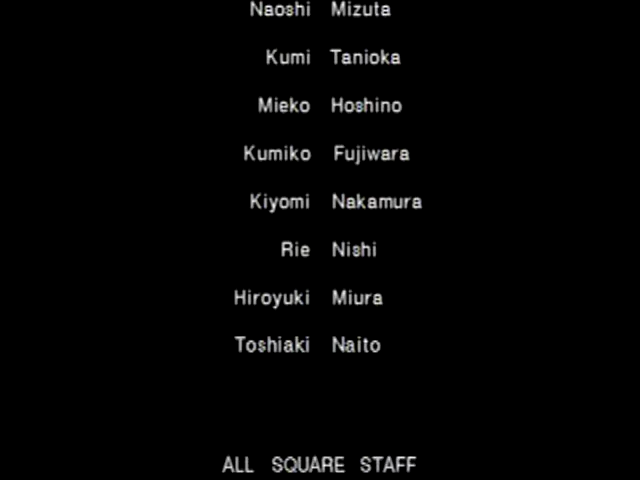 Naoshi Mizuta
Kumi Tanioka
Mieko Hoshino
Kumiko Fujiwara
Kiyomi Nakamura
Rie Nishi
Hiroyuki Miura
Toshiaki Naito
ALL SQUARE STAFF